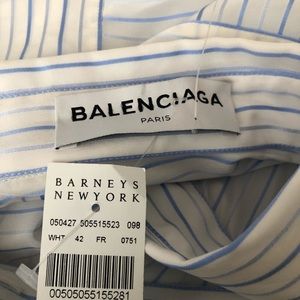 BALENCIAGA
PARIS
BARNEYS
NEWYORK
050427 505515523 098
WHT 42 FR 0751
00505055155281